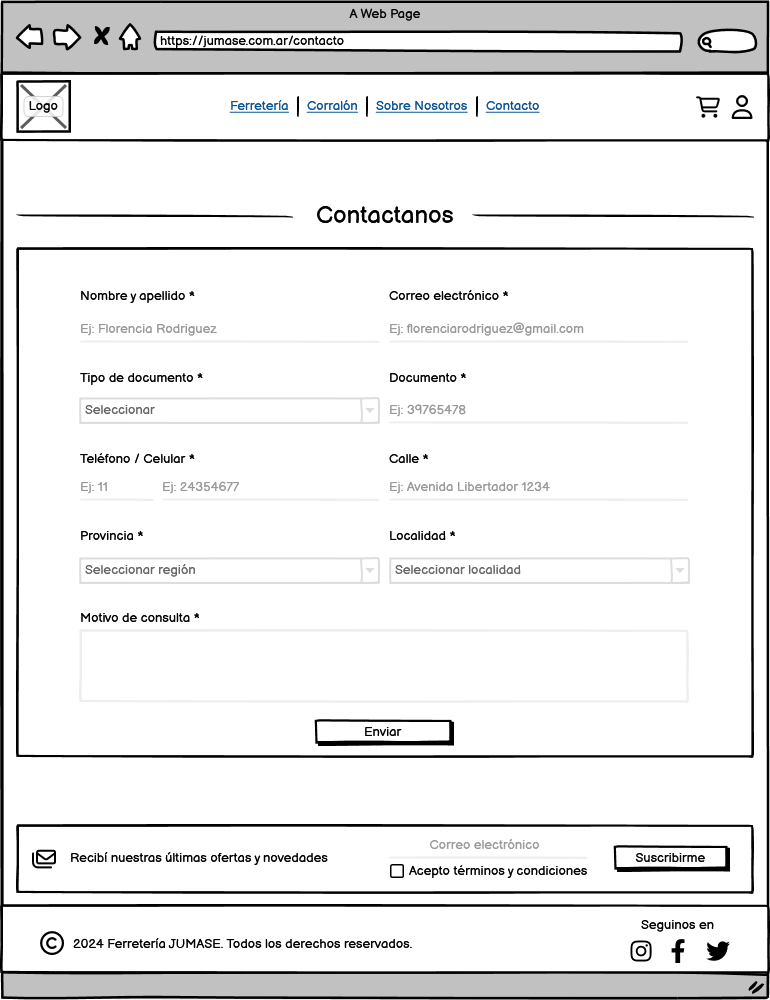 A Web Page
https://jumase.com.ar/contacto
Logo
Ferretería | Corralón | Sobre Nosotros | Contacto
Contactanos
Nombre y apellido *
Correo electrónico *
Ej: Florencia Rodriguez
Ej: florenciarodriguez@gmail.com
Tipo de documento *
Documento *
Seleccionar
Ej: 39765478
Teléfono / Celular *
Calle *
Ej: 11
Ej: 24354677
Ej: Avenida Libertador 1234
Provincia *
Localidad *
Seleccionar región
Seleccionar localidad
Motivo de consulta *
Enviar
Recibí nuestras últimas ofertas y novedades
Correo electrónico
Acepto términos y condiciones
Suscribirme
© 2024 Ferretería JUMASE. Todos los derechos reservados.
Seguinos en